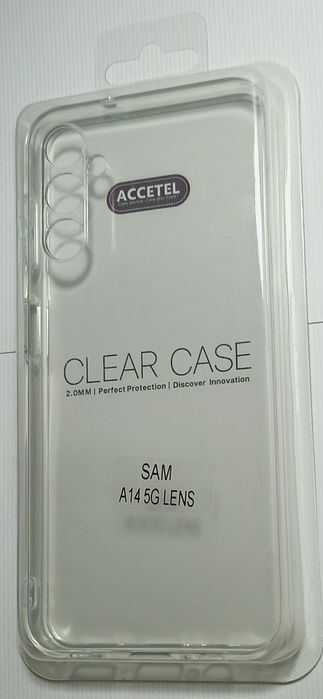 ACCETEL
CLEAR CASE
2.0MM | Perfect Protection | Discover Innovation
SAM
A14 5G LENS